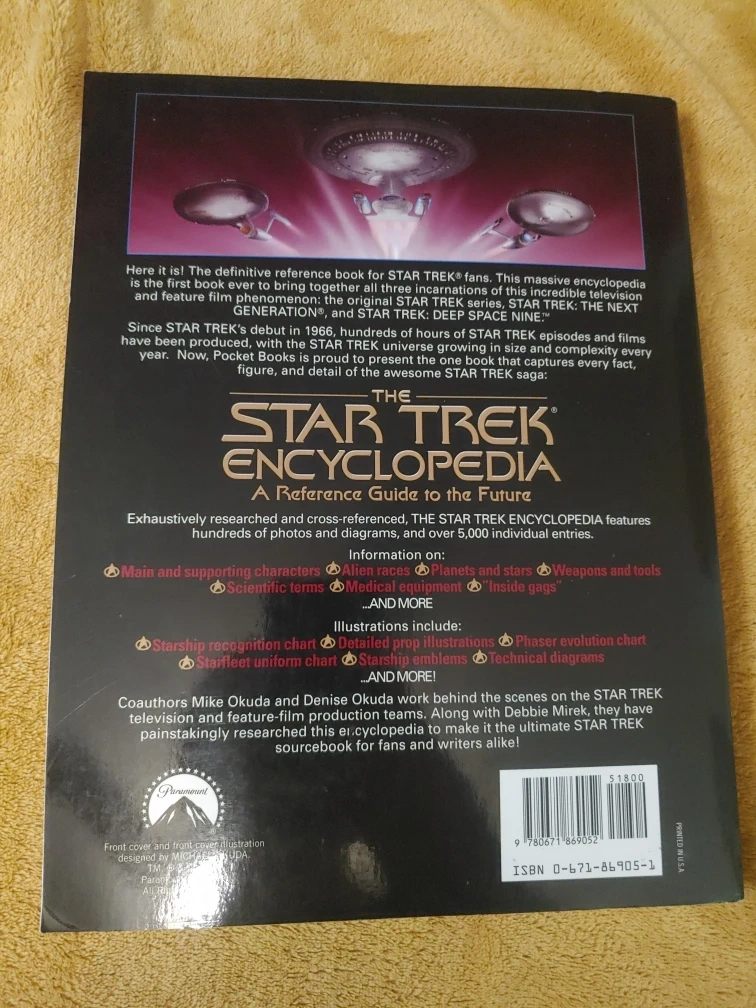 Here it is! The definitive reference book for STAR TREK® fans. This massive encyclopedia
is the first book ever to bring together all three incarnations of this incredible television
and feature film phenomenon: the original STAR TREK series, STAR TREK: THE NEXT
GENERATION®, and STAR TREK: DEEP SPACE NINE.™
Since STAR TREK's debut in 1966, hundreds of hours of STAR TREK episodes and films
have been produced, with the STAR TREK universe growing in size and complexity every
year. Now, Pocket Books is proud to present the one book that captures every fact,
figure, and detail of the awesome STAR TREK saga:
THE
STAR TREK®
ENCYCLOPEDIA
A Reference Guide to the Future
Exhaustively researched and cross-referenced, THE STAR TREK ENCYCLOPEDIA features
hundreds of photos and diagrams, and over 5,000 individual entries.
Information on:
Main and supporting characters Alien races Planets and stars Weapons and tools
Scientific terms Medical equipment "Inside gags"
...AND MORE
Illustrations include:
Starship recognition chart Detailed prop illustrations Phaser evolution chart
Starfleet uniform chart Starship emblems Technical diagrams
...AND MORE!
Coauthors Mike Okuda and Denise Okuda work behind the scenes on the STAR TREK
television and feature-film production teams. Along with Debbie Mirek, they have
painstakingly researched this encyclopedia to make it the ultimate STAR TREK
sourcebook for fans and writers alike!
Paramount
Front cover and front cover illustration
designed by OKUDA.
TM
All
51800
9 780671 869052
ISBN 0-671-86905-1
PRINTED IN U.S.A.